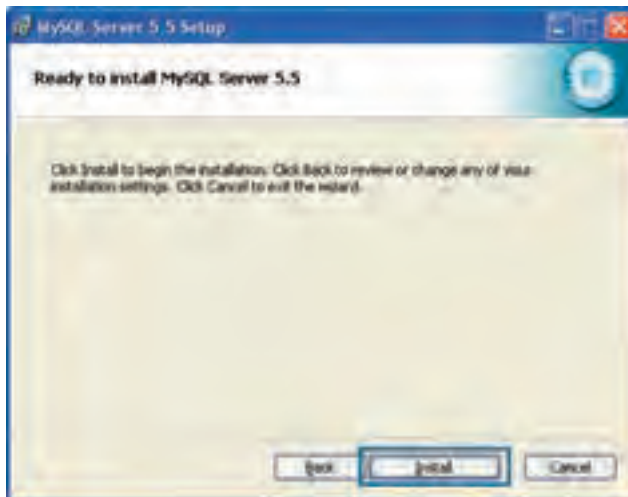 MySQL Server 5.5 Setup
Ready to install MySQL Server 5.5
Click Install to begin the installation. Click Back to review or change any of your
installation settings. Click Cancel to exit the wizard.
Back
Install
Cancel